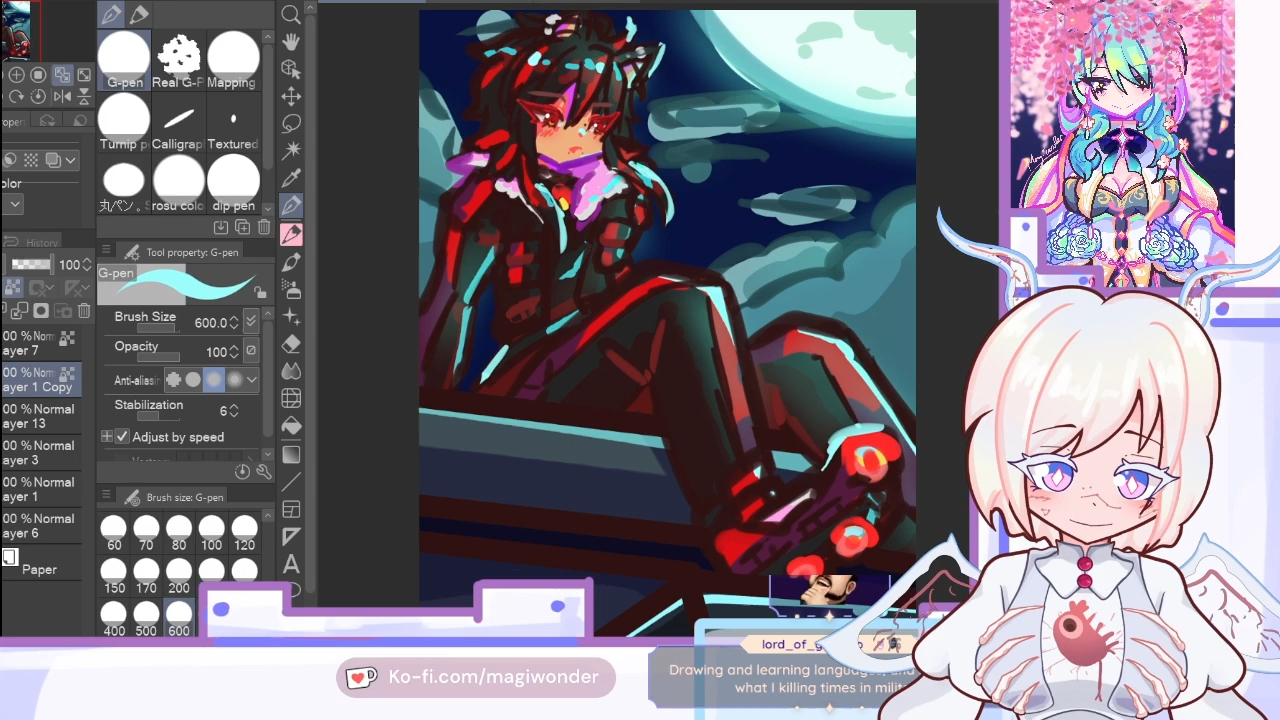 G-pen
Real G-P
Mapping
Turnip p
Calligrap
Textured
丸ペン。
rosu colo
dip pen
olor
History
100
Tool property: G-pen
G-pen
Brush Size
600.0
Opacity
100
Anti-aliasi
Stabilization
6
Adjust by speed
00 % Norm
ayer 7
00 % Norm
ayer 1 Copy
00 % Normal
ayer 13
00 % Normal
ayer 3
00 % Normal
ayer 1
00 % Normal
ayer 6
Paper
Brush size: G-pen
60 70 80 100 120
150 170 200
400 500 600
Ko-fi.com/magiwonder
lord_of_g
Drawing and learning languages
what I killing times in milit